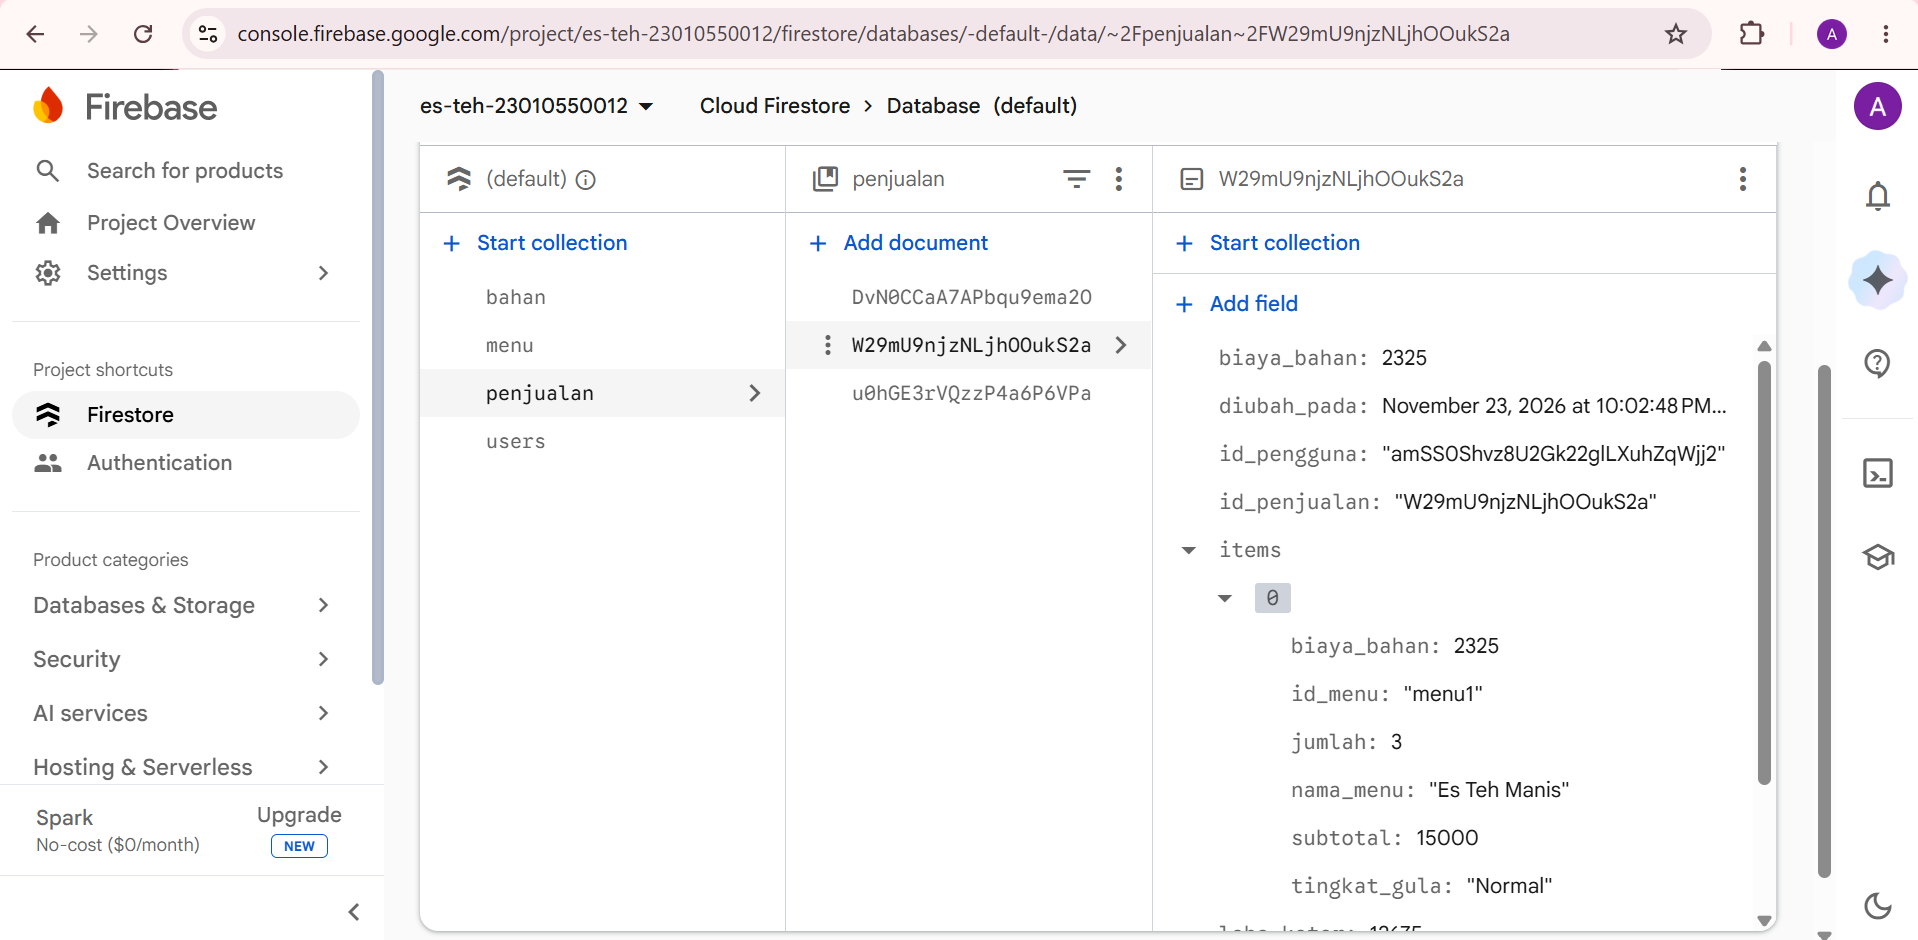 console.firebase.google.com/project/es-teh-23010550012/firestore/databases/-default-/data/~2Fpenjualan~2FW29mU9njzNLjhOOukS2a
A
Firebase
es-teh-23010550012
Cloud Firestore > Database (default)
A
Search for products
Project Overview
Settings
Project shortcuts
Firestore
Authentication
Product categories
Databases & Storage
Security
AI services
Hosting & Serverless
Spark
No-cost ($0/month)
Upgrade
NEW
(default)
Start collection
bahan
menu
penjualan
users
penjualan
Add document
DvN0CCaA7APbqu9ema2O
W29mU9njzNLjhOOukS2a
u0hGE3rVQzzP4a6P6VPa
W29mU9njzNLjhOOukS2a
Start collection
Add field
biaya_bahan: 2325
diubah_pada: November 23, 2026 at 10:02:48 PM...
id_pengguna: "amSS0Shvz8U2Gk22glLXuhZqWjj2"
id_penjualan: "W29mU9njzNLjhOOukS2a"
items
0
biaya_bahan: 2325
id_menu: "menu1"
jumlah: 3
nama_menu: "Es Teh Manis"
subtotal: 15000
tingkat_gula: "Normal"